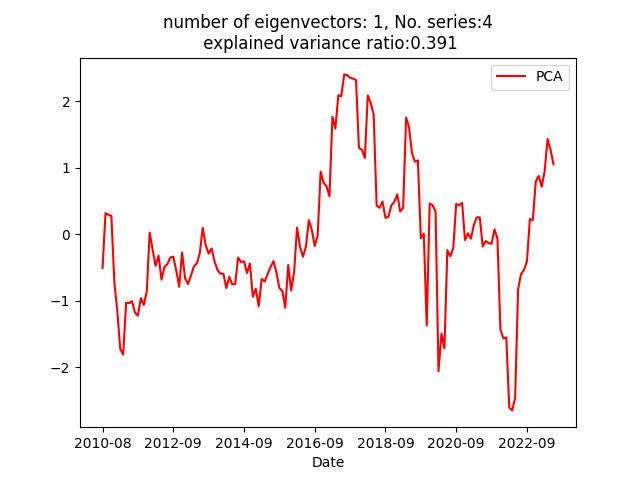 number of eigenvectors: 1, No. series:4
explained variance ratio:0.391
PCA
2
1
0
−1
−2
2010-08 2012-09 2014-09 2016-09 2018-09 2020-09 2022-09
Date